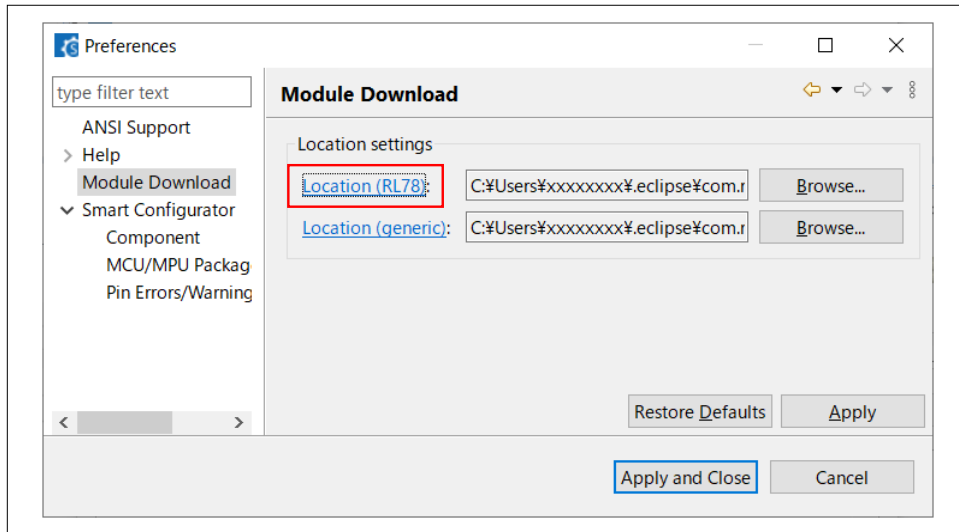 Preferences
type filter text
ANSI Support
Help
Module Download
Smart Configurator
Component
MCU/MPU Packag
Pin Errors/Warning
Module Download
Location settings
Location (RL78): C:¥Users¥xxxxxxxx¥.eclipse¥com.r Browse...
Location (generic): C:¥Users¥xxxxxxxx¥.eclipse¥com.r Browse...
Restore Defaults Apply
Apply and Close Cancel